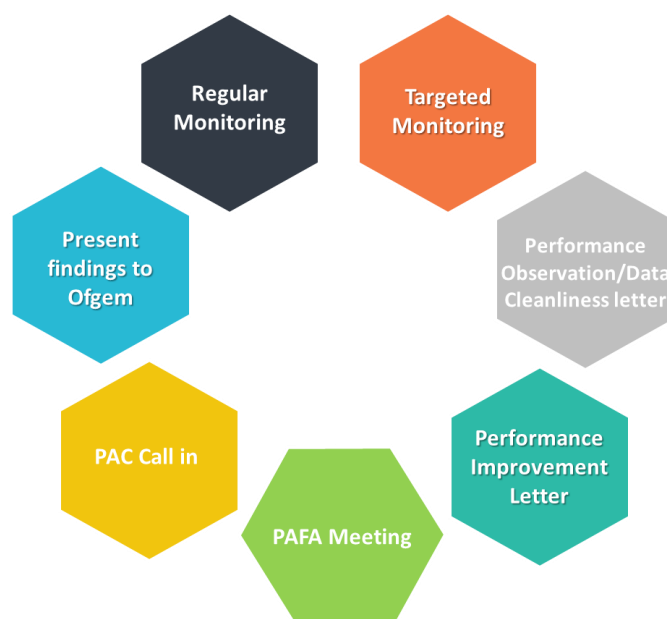 Regular
Monitoring
Targeted
Monitoring
Performance
Observation/Data
Cleanliness letter
Performance
Improvement
Letter
PAFA Meeting
PAC Call in
Present
findings to
Ofgem